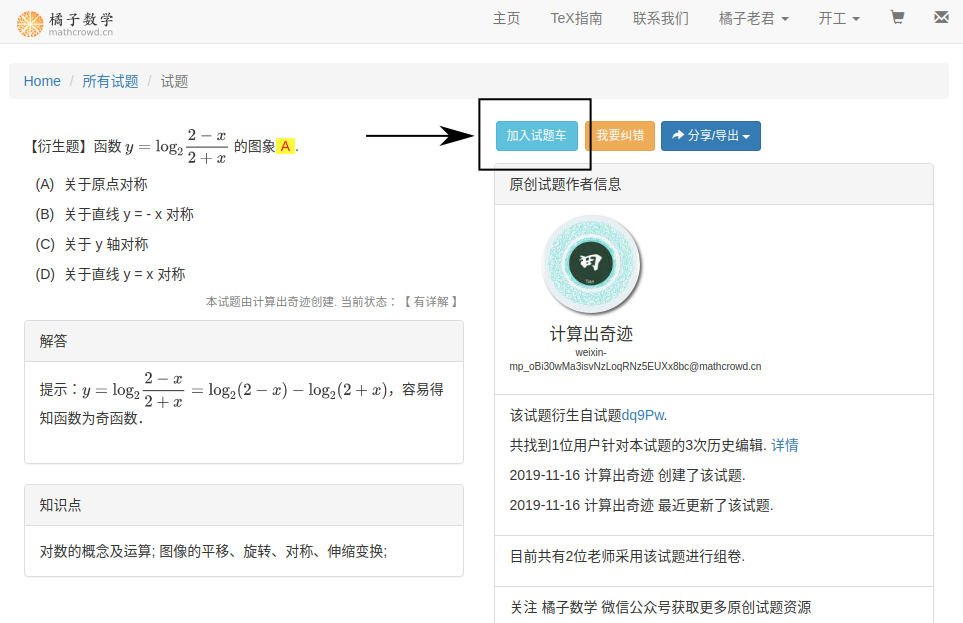 橘子数学
mathcrowd.cn
主页 TeX指南 联系我们 橘子老君 开工
Home / 所有试题 / 试题
【衍生题】函数 y = log₂ (2 − x)/(2 + x) 的图象 A .
(A) 关于原点对称
(B) 关于直线 y = - x 对称
(C) 关于 y 轴对称
(D) 关于直线 y = x 对称
本试题由计算出奇迹创建. 当前状态：【 有详解 】
解答
提示：y = log₂ (2 − x)/(2 + x) = log₂(2 − x) − log₂(2 + x)，容易得
知函数为奇函数．
知识点
对数的概念及运算; 图像的平移、旋转、对称、伸缩变换;
加入试题车 我要纠错 分享/导出
原创试题作者信息
计算出奇迹
weixin-
mp_oBi30wMa3isvNzLoqRNz5EUXx8bc@mathcrowd.cn
该试题衍生自试题dq9Pw.
共找到1位用户针对本试题的3次历史编辑. 详情
2019-11-16 计算出奇迹 创建了该试题.
2019-11-16 计算出奇迹 最近更新了该试题.
目前共有2位老师采用该试题进行组卷.
关注 橘子数学 微信公众号获取更多原创试题资源